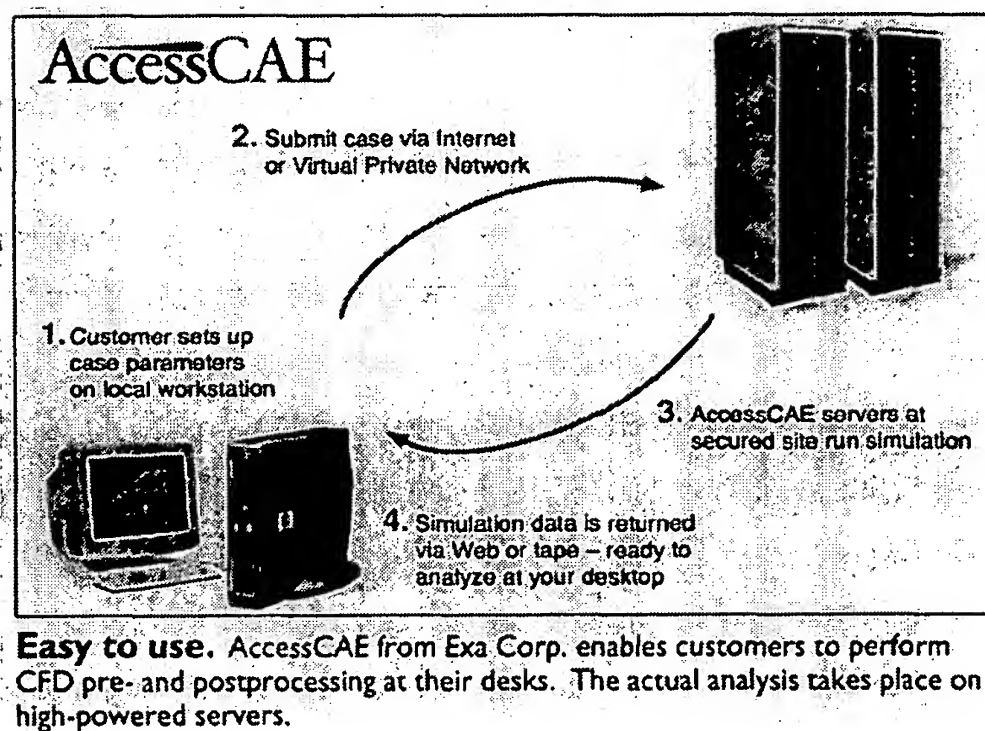 AccessCAE
2. Submit case via Internet
or Virtual Private Network
1. Customer sets up
case parameters
on local workstation
3. AccessCAE servers at
secured site run simulation
4. Simulation data is returned
via Web or tape – ready to
analyze at your desktop
Easy to use. AccessCAE from Exa Corp. enables customers to perform
CFD pre- and postprocessing at their desks. The actual analysis takes place on
high-powered servers.